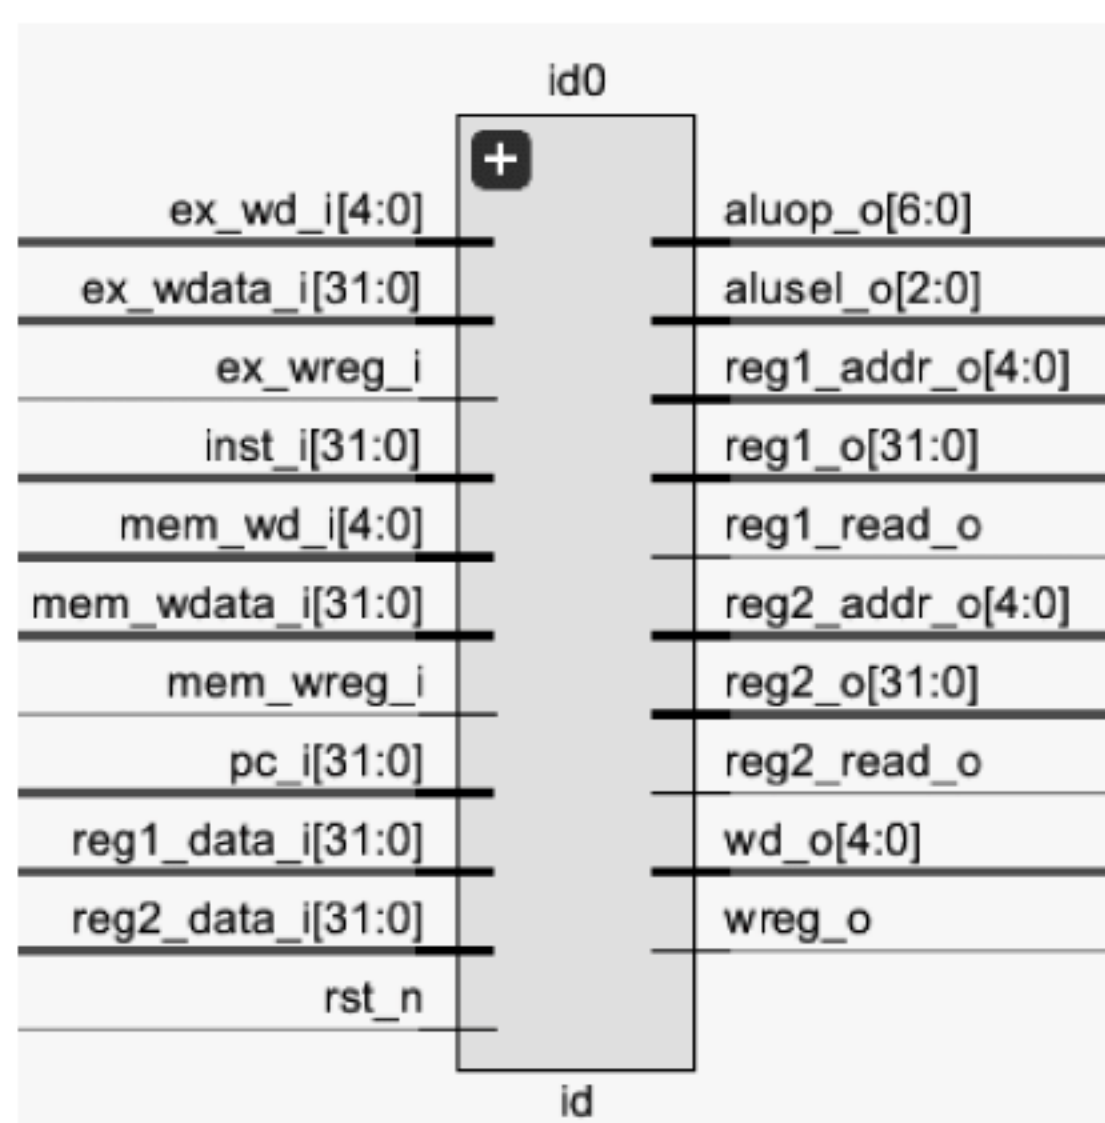 id0
ex_wd_i[4:0]
ex_wdata_i[31:0]
ex_wreg_i
inst_i[31:0]
mem_wd_i[4:0]
mem_wdata_i[31:0]
mem_wreg_i
pc_i[31:0]
reg1_data_i[31:0]
reg2_data_i[31:0]
rst_n
aluop_o[6:0]
alusel_o[2:0]
reg1_addr_o[4:0]
reg1_o[31:0]
reg1_read_o
reg2_addr_o[4:0]
reg2_o[31:0]
reg2_read_o
wd_o[4:0]
wreg_o
id